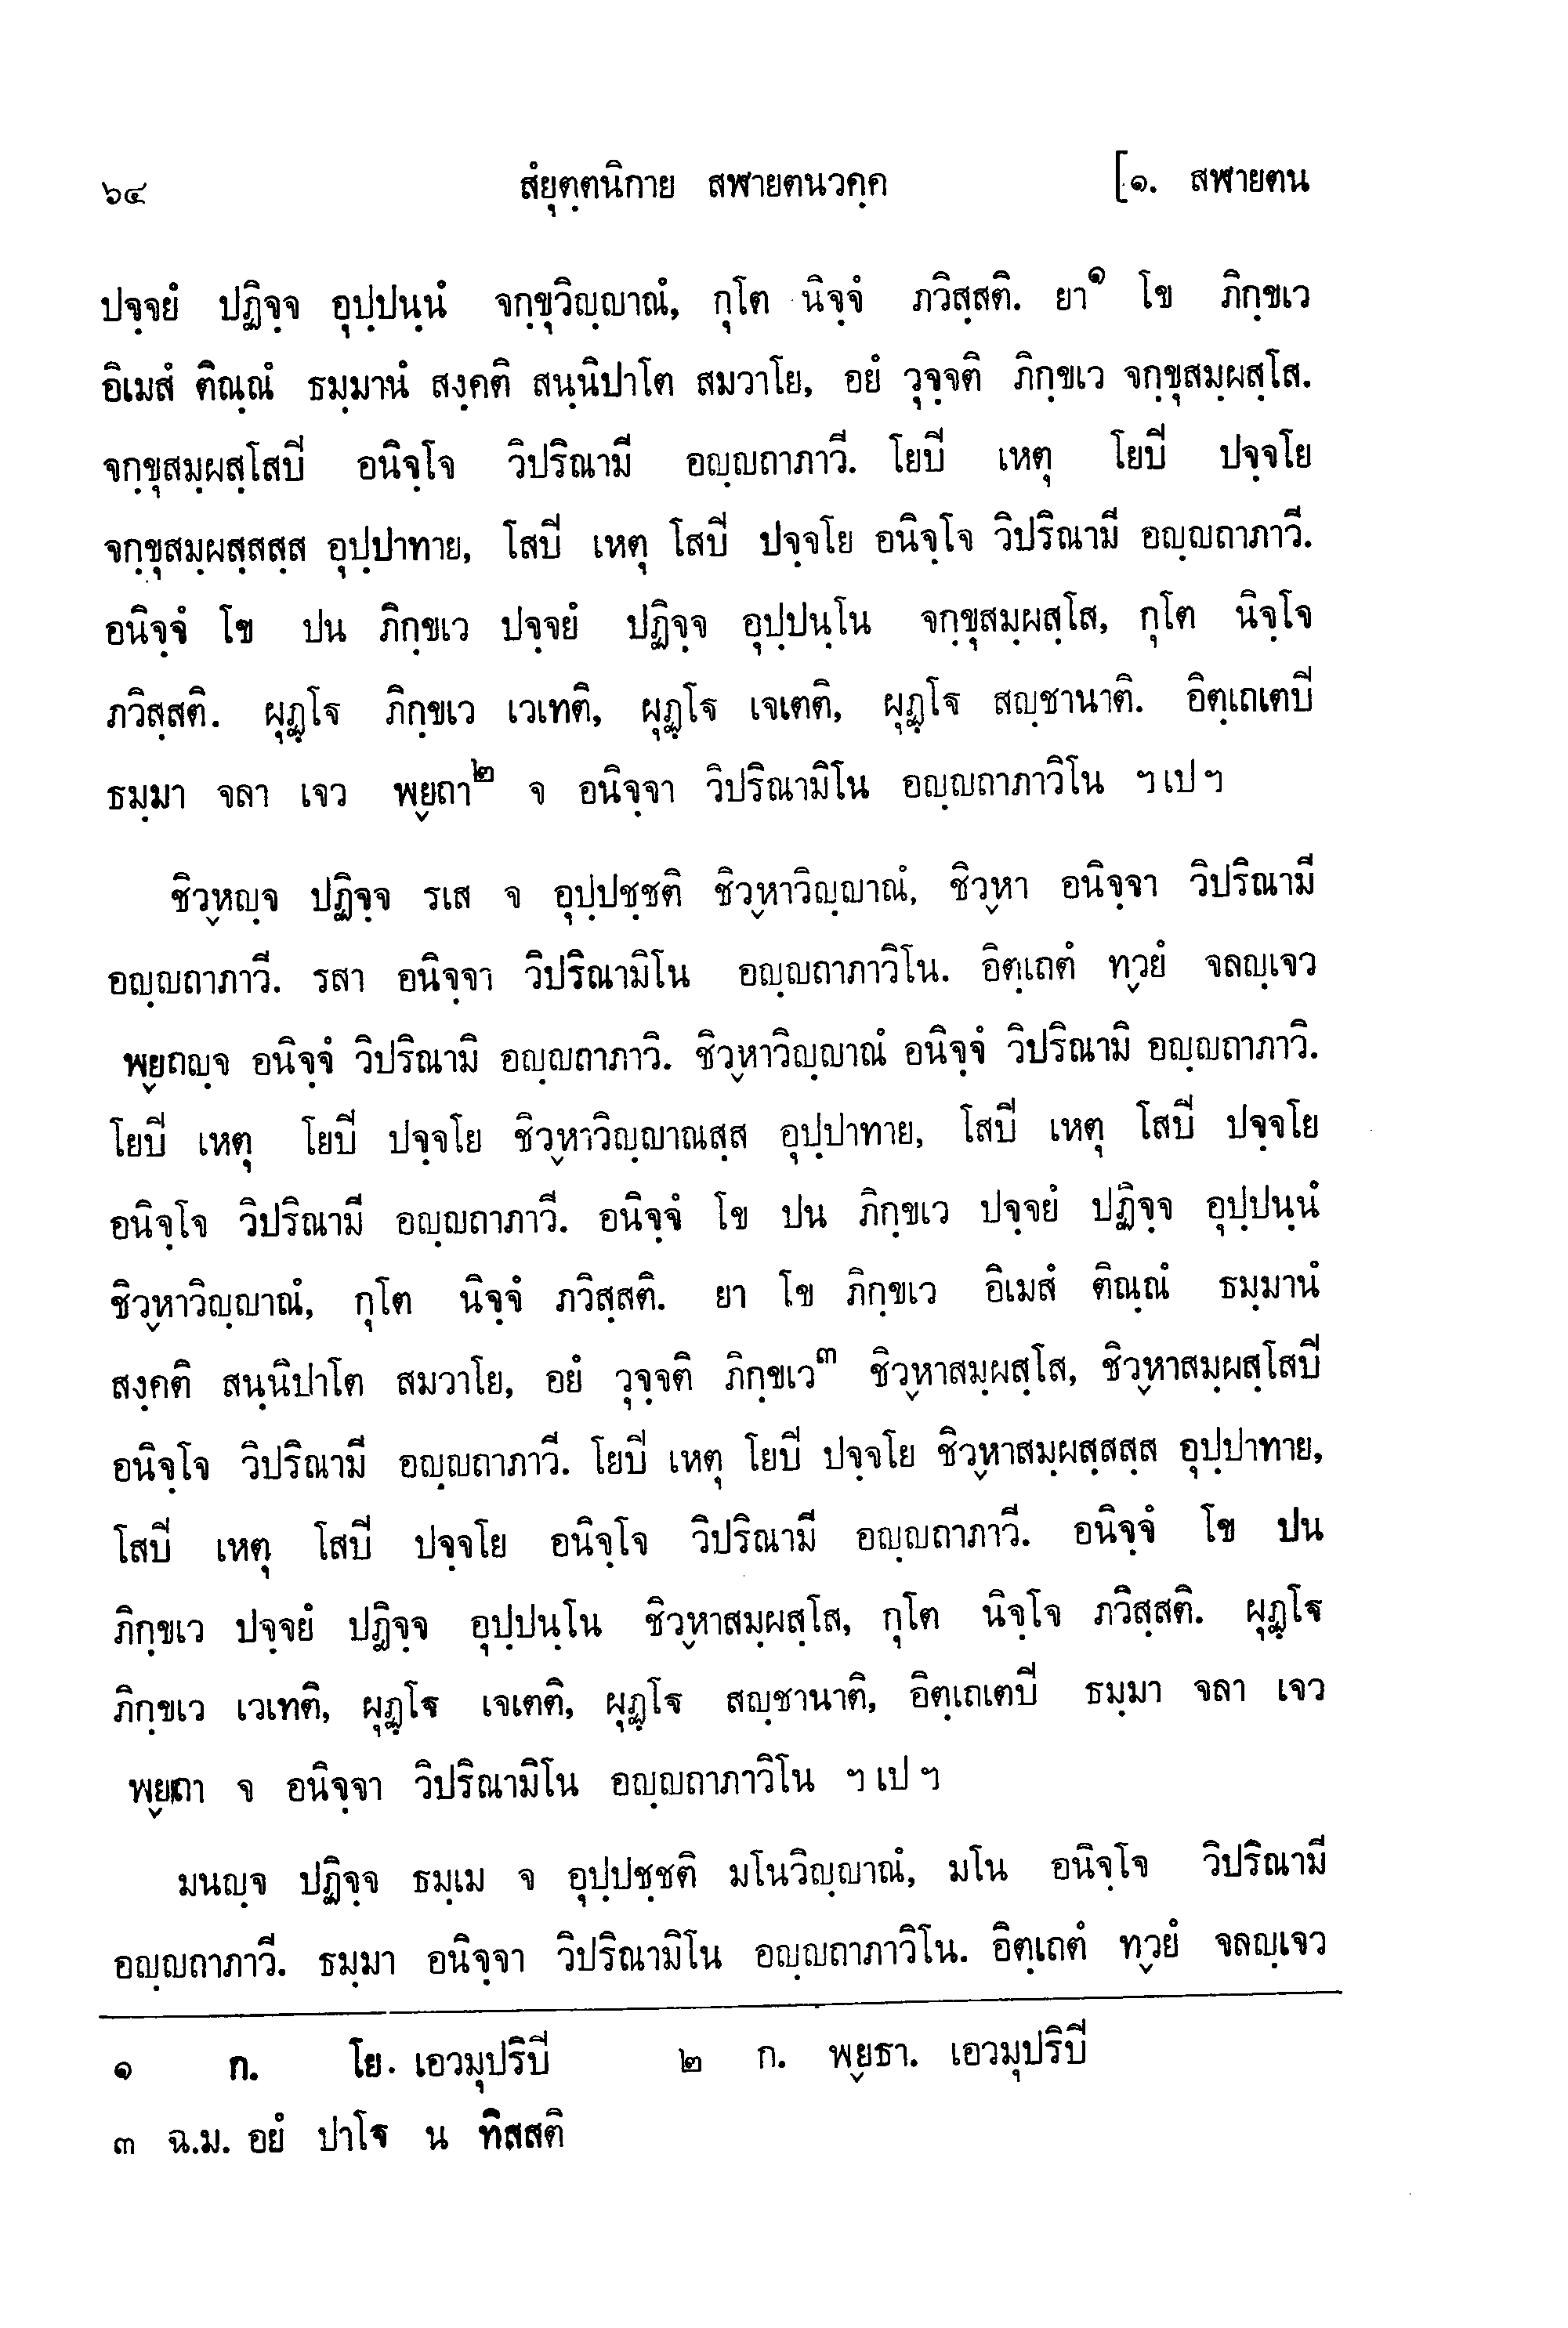 ๖๔ สํยุตฺตนิกาย สฬายตนวคฺค [๑. สฬายตน
ปจฺจยํ ปฏิจฺจ อุปฺปนฺนํ จกฺขุวิญฺญาณํ, กุโต นิจฺจํ ภวิสฺสติ. ยา๑ โข ภิกฺขเว
อิเมสํ ติณฺณํ ธมฺมานํ สงฺคติ สนฺนิปาโต สมวาโย, อยํ วุจฺจติ ภิกฺขเว จกฺขุสมฺผสฺโส.
จกฺขุสมฺผสฺโสปิ อนิจฺโจ วิปริณามี อญฺญถาภาวี. โยปิ เหตุ โยปิ ปจฺจโย
จกฺขุสมฺผสฺสสฺส อุปฺปาทาย, โสปิ เหตุ โสปิ ปจฺจโย อนิจฺโจ วิปริณามี อญฺญถาภาวี.
อนิจฺจํ โข ปน ภิกฺขเว ปจฺจยํ ปฏิจฺจ อุปฺปนฺโน จกฺขุสมฺผสฺโส, กุโต นิจฺโจ
ภวิสฺสติ. ผุฏฺโฐ ภิกฺขเว เวเทติ, ผุฏฺโฐ เจเตติ, ผุฏฺโฐ สญฺชานาติ. อิตฺเถเตปิ
ธมฺมา จลา เจว พฺยถา๒ จ อนิจฺจา วิปริณามิโน อญฺญถาภาวิโน ฯ เป ฯ
ชิวฺหญฺจ ปฏิจฺจ รเส จ อุปฺปชฺชติ ชิวฺหาวิญฺญาณํ, ชิวฺหา อนิจฺจา วิปริณามี
อญฺญถาภาวี. รสา อนิจฺจา วิปริณามิโน อญฺญถาภาวิโน. อิตฺเถตํ ทฺวยํ จลญฺเจว
พฺยถญฺจ อนิจฺจํ วิปริณามิ อญฺญถาภาวิ. ชิวฺหาวิญฺญาณํ อนิจฺจํ วิปริณามิ อญฺญถาภาวิ.
โยปิ เหตุ โยปิ ปจฺจโย ชิวฺหาวิญฺญาณสฺส อุปฺปาทาย, โสปิ เหตุ โสปิ ปจฺจโย
อนิจฺโจ วิปริณามี อญฺญถาภาวี. อนิจฺจํ โข ปน ภิกฺขเว ปจฺจยํ ปฏิจฺจ อุปฺปนฺนํ
ชิวฺหาวิญฺญาณํ, กุโต นิจฺจํ ภวิสฺสติ. ยา โข ภิกฺขเว อิเมสํ ติณฺณํ ธมฺมานํ
สงฺคติ สนฺนิปาโต สมวาโย, อยํ วุจฺจติ ภิกฺขเว๓ ชิวฺหาสมฺผสฺโส, ชิวฺหาสมฺผสฺโสปิ
อนิจฺโจ วิปริณามี อญฺญถาภาวี. โยปิ เหตุ โยปิ ปจฺจโย ชิวฺหาสมฺผสฺสสฺส อุปฺปาทาย,
โสปิ เหตุ โสปิ ปจฺจโย อนิจฺโจ วิปริณามี อญฺญถาภาวี. อนิจฺจํ โข ปน
ภิกฺขเว ปจฺจยํ ปฏิจฺจ อุปฺปนฺโน ชิวฺหาสมฺผสฺโส, กุโต นิจฺโจ ภวิสฺสติ. ผุฏฺโฐ
ภิกฺขเว เวเทติ, ผุฏฺโฐ เจเตติ, ผุฏฺโฐ สญฺชานาติ, อิตฺเถเตปิ ธมฺมา จลา เจว
พฺยถา จ อนิจฺจา วิปริณามิโน อญฺญถาภาวิโน ฯ เป ฯ
มนญฺจ ปฏิจฺจ ธมฺเม จ อุปฺปชฺชติ มโนวิญฺญาณํ, มโน อนิจฺโจ วิปริณามี
อญฺญถาภาวี. ธมฺมา อนิจฺจา วิปริณามิโน อญฺญถาภาวิโน. อิตฺเถตํ ทฺวยํ จลญฺเจว
๑ ก. โย. เอวมุปริปิ ๒ ก. พฺยธา. เอวมุปริปิ
๓ ฉ.ม. อยํ ปาโฐ น ทิสสติ